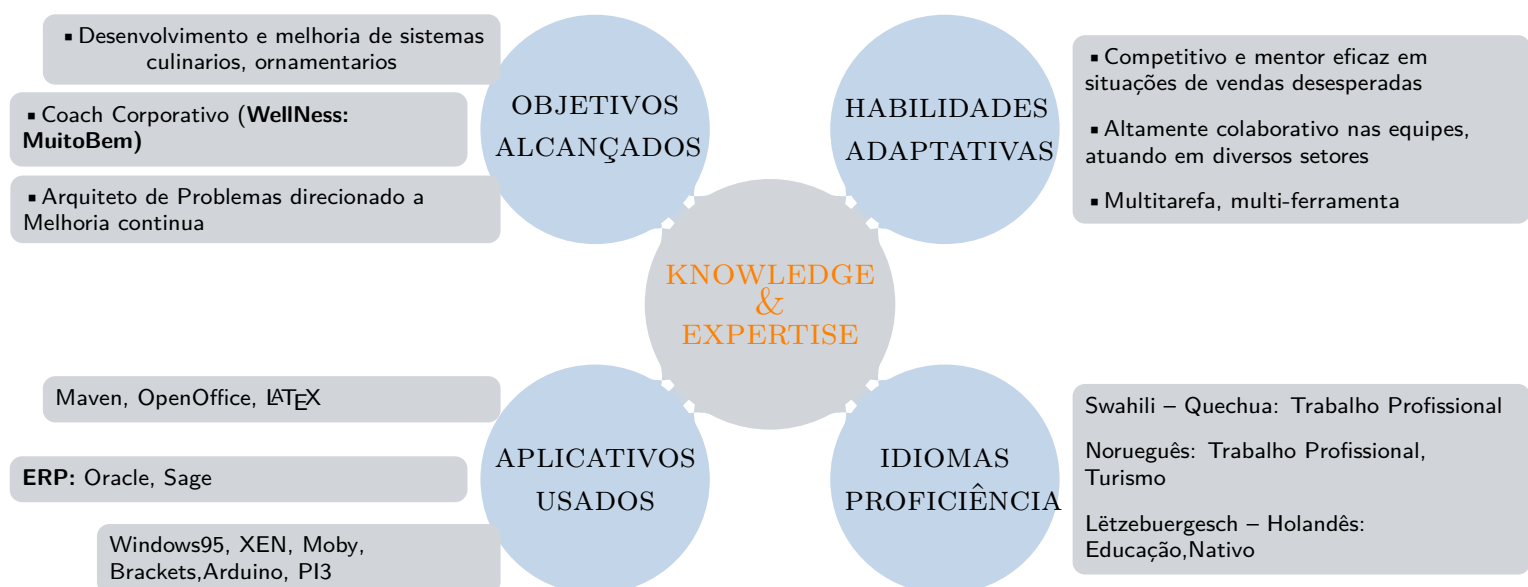 ▪ Desenvolvimento e melhoria de sistemas
culinarios, ornamentarios
▪ Coach Corporativo (WellNess:
MuitoBem)
▪ Arquiteto de Problemas direcionado a
Melhoria continua
OBJETIVOS
ALCANÇADOS
HABILIDADES
ADAPTATIVAS
▪ Competitivo e mentor eficaz em
situações de vendas desesperadas
▪ Altamente colaborativo nas equipes,
atuando em diversos setores
▪ Multitarefa, multi-ferramenta
KNOWLEDGE
&
EXPERTISE
Maven, OpenOffice, LATEX
ERP: Oracle, Sage
Windows95, XEN, Moby,
Brackets,Arduino, PI3
APLICATIVOS
USADOS
IDIOMAS
PROFICIÊNCIA
Swahili – Quechua: Trabalho Profissional
Norueguês: Trabalho Profissional,
Turismo
Lëtzebuergesch – Holandês:
Educação,Nativo